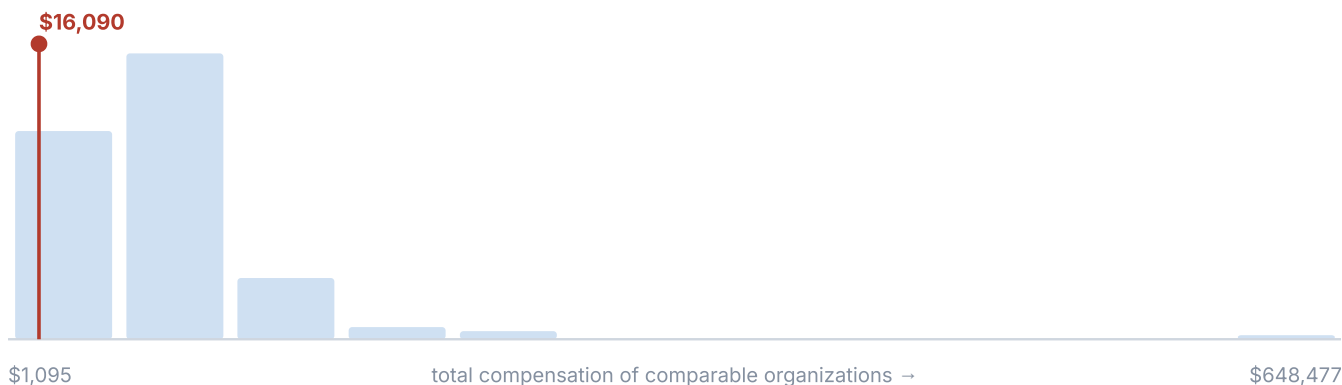 $16,090
$1,095
total compensation of comparable organizations →
$648,477